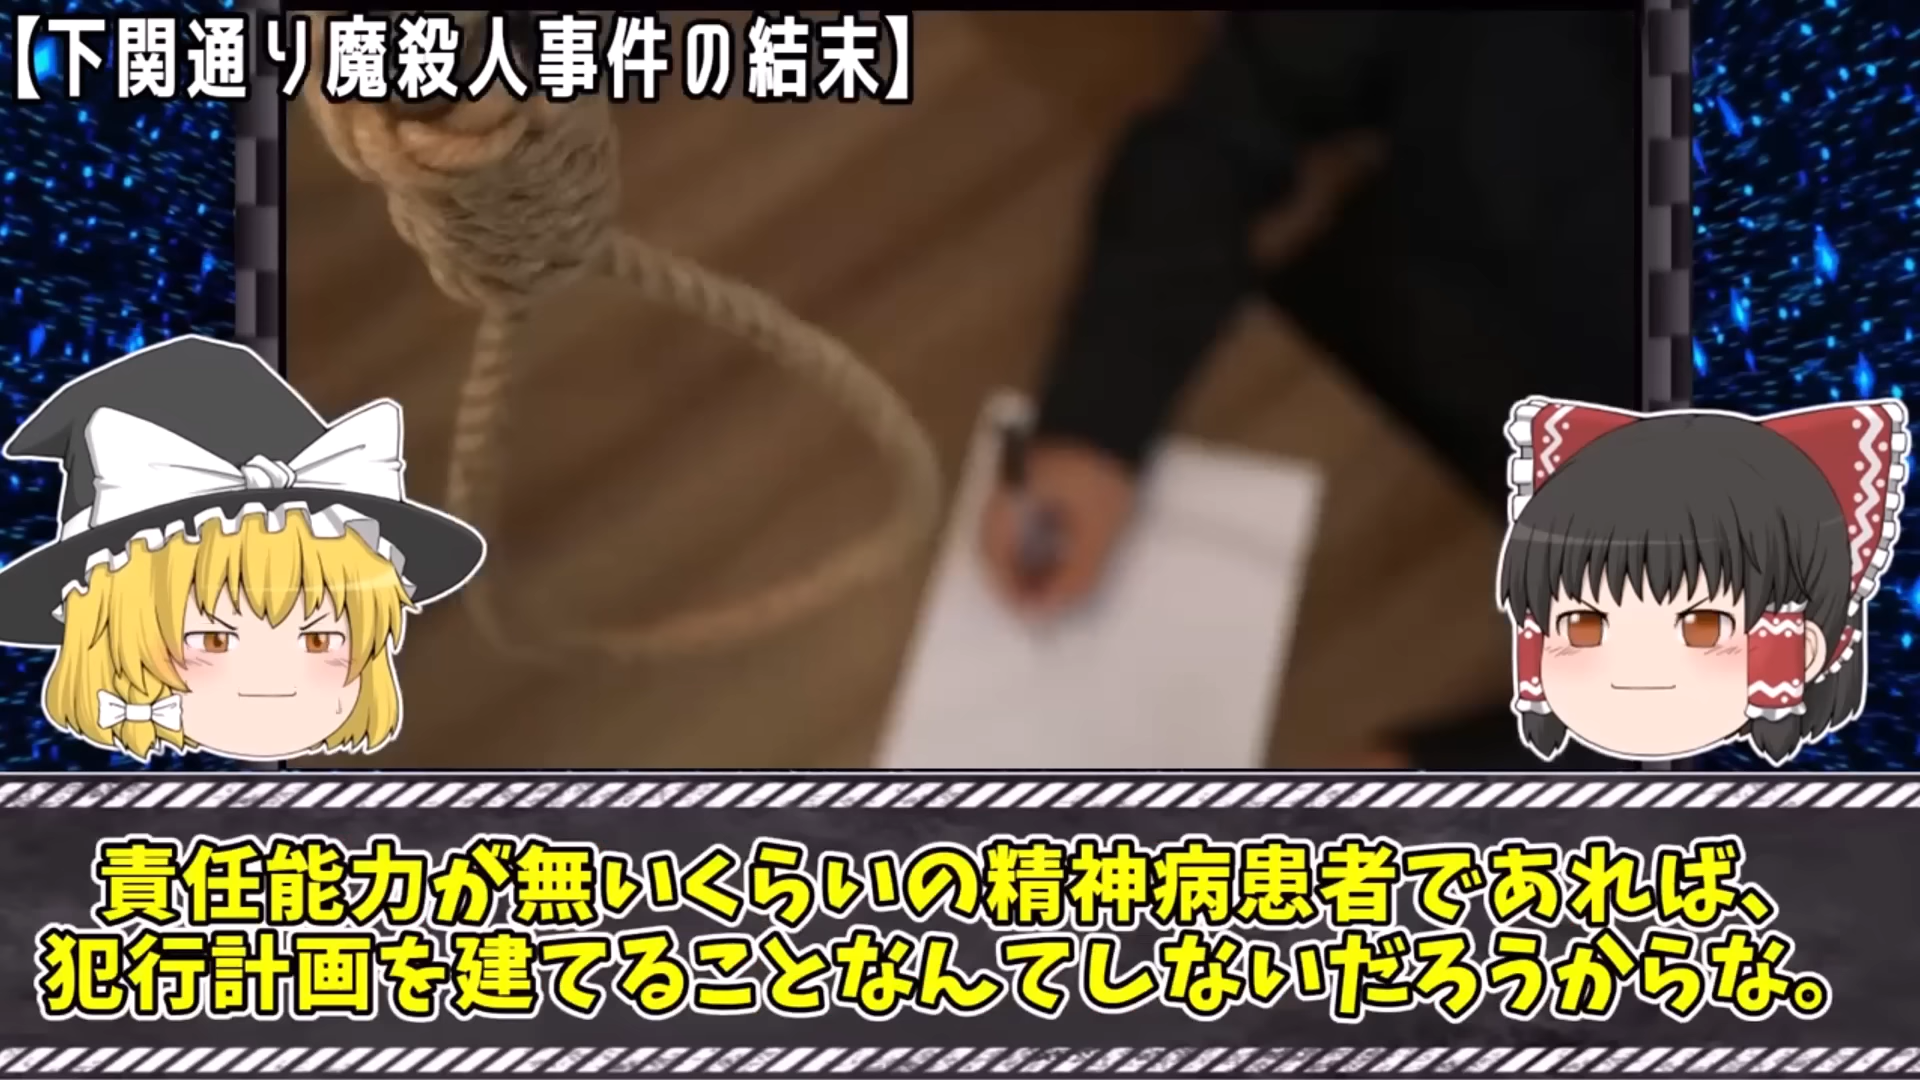 【下関通り魔殺人事件の結末】
責任能力が無いくらいの精神病患者であれば、
犯行計画を建てることなんてしないだろうからな。